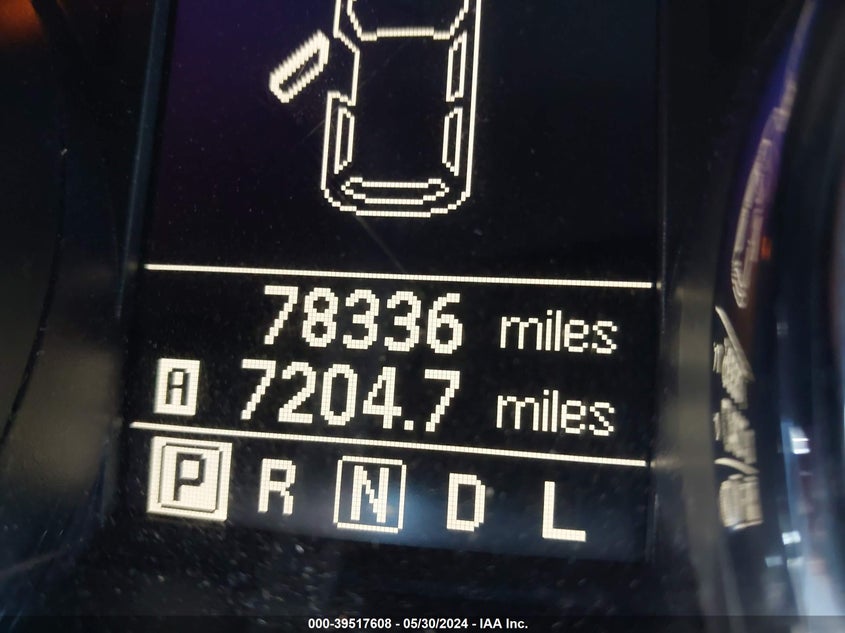 78336 miles
A 7204.7 miles
P R N D L
000-39517608 - 05/30/2024 - IAA Inc.